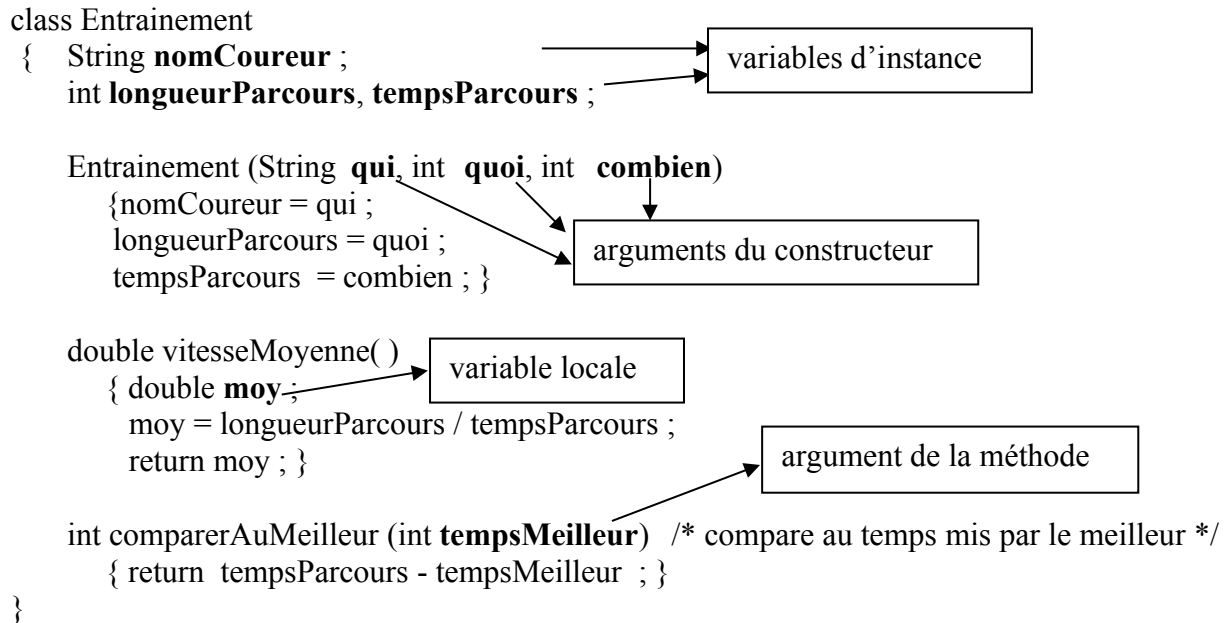 class Entrainement
{ String nomCoureur ;
variables d’instance
int longueurParcours, tempsParcours ;
Entrainement (String qui, int quoi, int combien)
{nomCoureur = qui ;
longueurParcours = quoi ;
arguments du constructeur
tempsParcours = combien ; }
double vitesseMoyenne( )
variable locale
{ double moy ;
moy = longueurParcours / tempsParcours ;
return moy ; }
argument de la méthode
int comparerAuMeilleur (int tempsMeilleur) /* compare au temps mis par le meilleur */
{ return tempsParcours - tempsMeilleur ; }
}